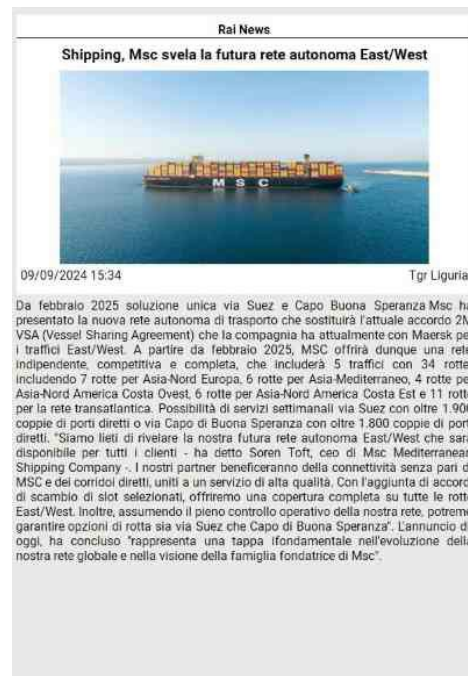 Rai News
Shipping, Msc svela la futura rete autonoma East/West
MSC
09/09/2024 15:34
Tgr Liguria
Da febbraio 2025 soluzione unica via Suez e Capo Buona Speranza Msc ha
presentato la nuova rete autonoma di trasporto che sostituirà l'attuale accordo 2M
VSA (Vessel Sharing Agreement) che la compagnia ha attualmente con Maersk pe
i traffici East/West. A partire da febbraio 2025, MSC offrirà dunque una rete
indipendente, competitiva e completa, che includerà 5 traffici con 34 rotte
includendo 7 rotte per Asia-Nord Europa, 6 rotte per Asia-Mediterraneo, 4 rotte pe
Asia-Nord America Costa Ovest, 6 rotte per Asia-Nord America Costa Est e 11 rotte
per la rete transatlantica. Possibilità di servizi settimanali via Suez con oltre 1.900
coppie di porti diretti o via Capo di Buona Speranza con oltre 1.800 coppie di port
diretti. "Siamo lieti di rivelare la nostra futura rete autonoma East/West che sarà
disponibile per tutti i clienti - ha detto Soren Toft, ceo di Msc Mediterranean
Shipping Company -. I nostri partner beneficeranno della connettività senza pari d
MSC e dei corridoi diretti, uniti a un servizio di alta qualità. Con l'aggiunta di accord
di scambio di slot selezionati, offriremo una copertura completa su tutte le rotte
East/West. Inoltre, assumendo il pieno controllo operativo della nostra rete, potremo
garantire opzioni di rotta sia via Suez che Capo di Buona Speranza". L'annuncio d
oggi, ha concluso "rappresenta una tappa ifondamentale nell'evoluzione della
nostra rete globale e nella visione della famiglia fondatrice di Msc".